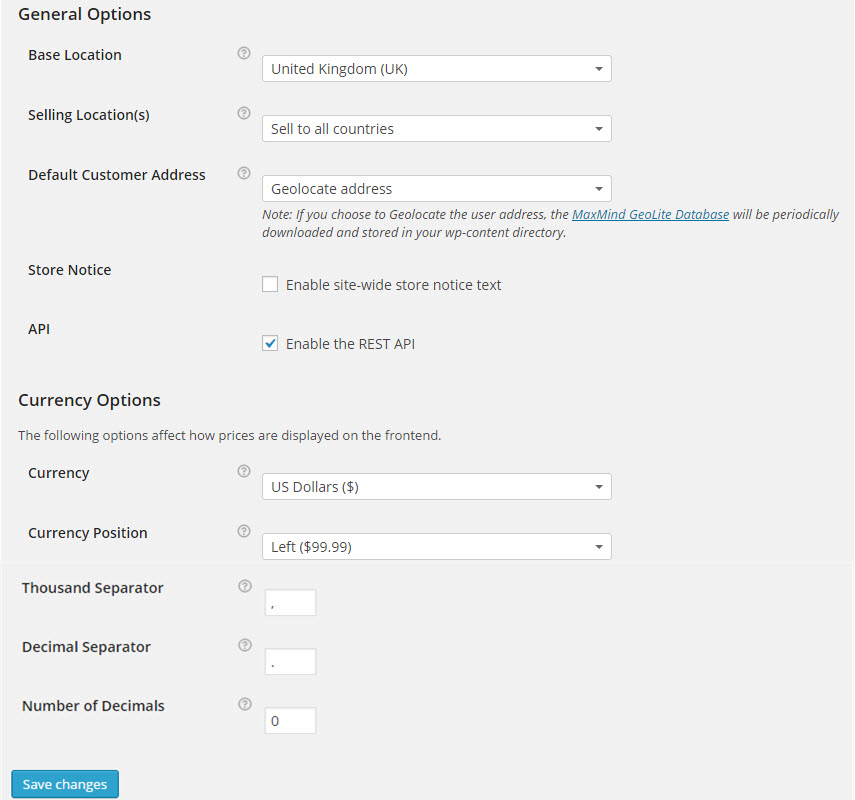 General Options
Base Location
?
United Kingdom (UK)
Selling Location(s)
?
Sell to all countries
Default Customer Address
?
Geolocate address
Note: If you choose to Geolocate the user address, the MaxMind GeoLite Database will be periodically
downloaded and stored in your wp-content directory.
Store Notice
Enable site-wide store notice text
API
Enable the REST API
Currency Options
The following options affect how prices are displayed on the frontend.
Currency
?
US Dollars ($)
Currency Position
?
Left ($99.99)
Thousand Separator
?
,
Decimal Separator
?
.
Number of Decimals
?
0
Save changes